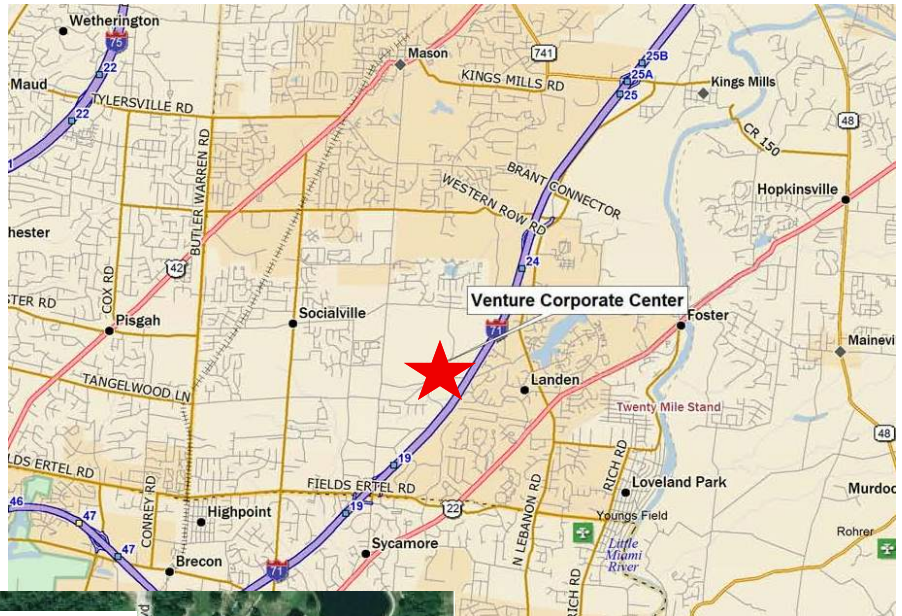 Wetherington
75
741
Mason
25B
22
25A
KINGS MILLS RD
Kings Mills
Maud
25
TYLERSVILLE RD
22
48
CR 150
BUTLER WARREN RD
BRANT CONNECTOR
WESTERN ROW RD
Hopkinsville
hester
42
24
COX RD
Venture Corporate Center
STER RD
Socialville
71
Foster
Pisgah
Mainevi
TANGELWOOD LN
Landen
Twenty Mile Stand
48
LDS ERTEL RD
19
RICH RD
FIELDS ERTEL RD
Loveland Park
Murdoc
46
CONREY RD
19
22
N LEBANON RD
47
Highpoint
Youngs Field
Rohrer
47
Sycamore
Little
Miami
River
Brecon
71
RICH RD